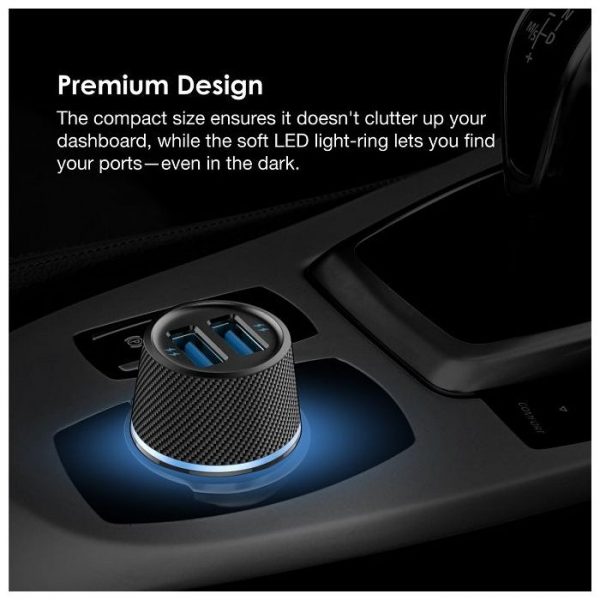 Premium Design
The compact size ensures it doesn't clutter up your
dashboard, while the soft LED light-ring lets you find
your ports—even in the dark.
D
+
COMFORT